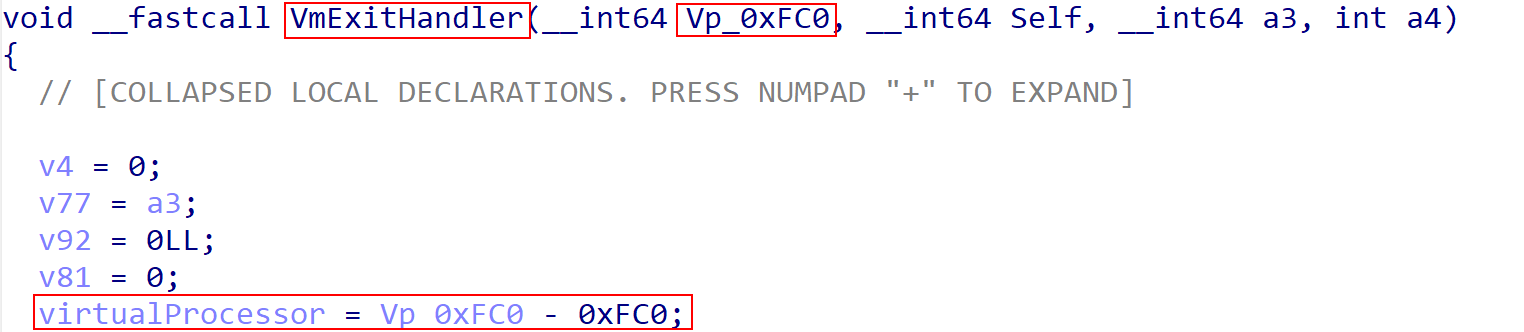 void __fastcall VmExitHandler(__int64 Vp_0xFC0, __int64 Self, __int64 a3, int a4)
{
// [COLLAPSED LOCAL DECLARATIONS. PRESS NUMPAD "+" TO EXPAND]
v4 = 0;
v77 = a3;
v92 = 0LL;
v81 = 0;
virtualProcessor = Vp_0xFC0 - 0xFC0;